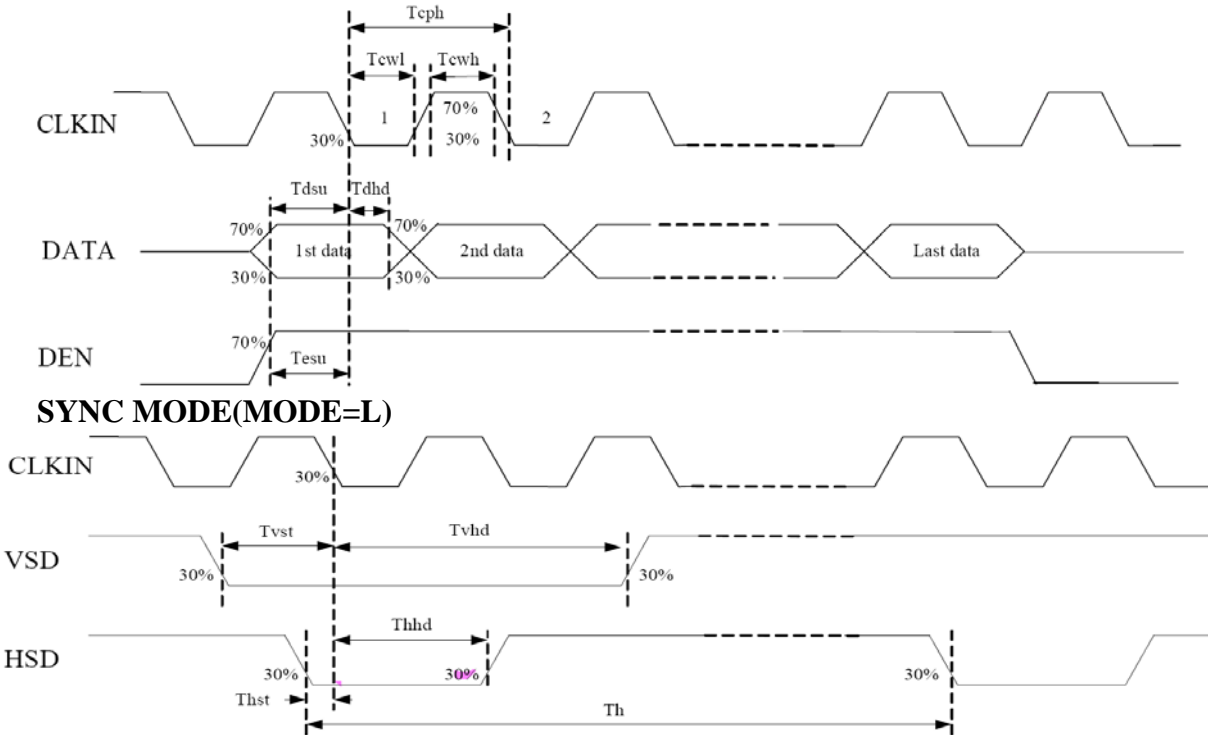 Tcph
Tcwl Tcwh
CLKIN 30% 1 70% 30% 2
Tdsu Tdhd
70% 70%
DATA 1st data 2nd data Last data
30% 30%
DEN 70% Tesu
SYNC MODE(MODE=L)
CLKIN 30%
Tvst Tvhd
VSD 30% 30%
Thhd
HSD 30% 30% 30%
Thst
Th